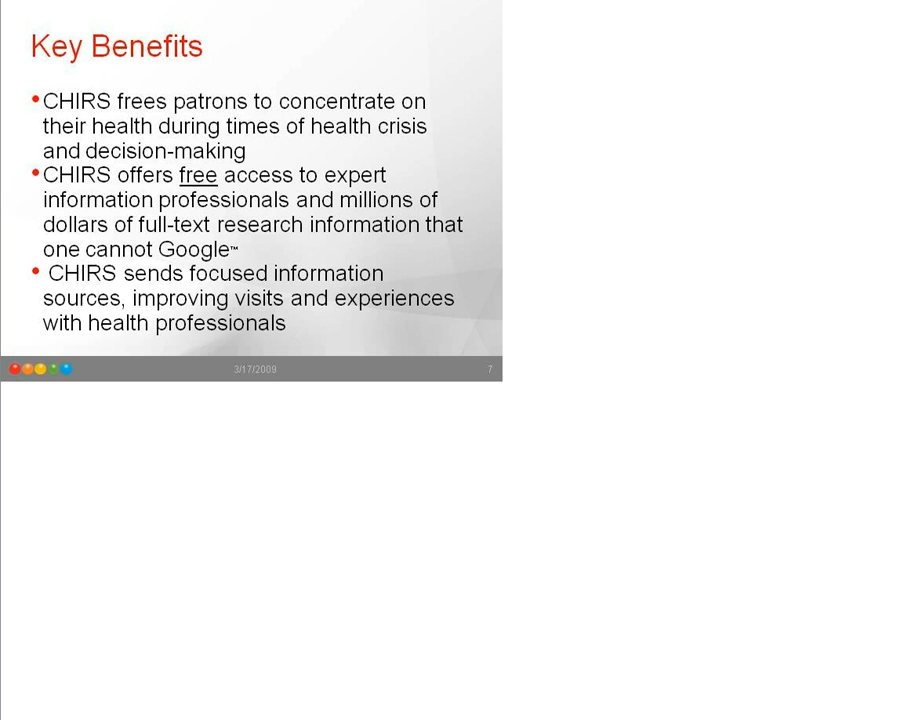 Key Benefits
•CHIRS frees patrons to concentrate on
their health during times of health crisis
and decision-making
•CHIRS offers free access to expert
information professionals and millions of
dollars of full-text research information that
one cannot Google™
• CHIRS sends focused information
sources, improving visits and experiences
with health professionals
3/17/2009 7